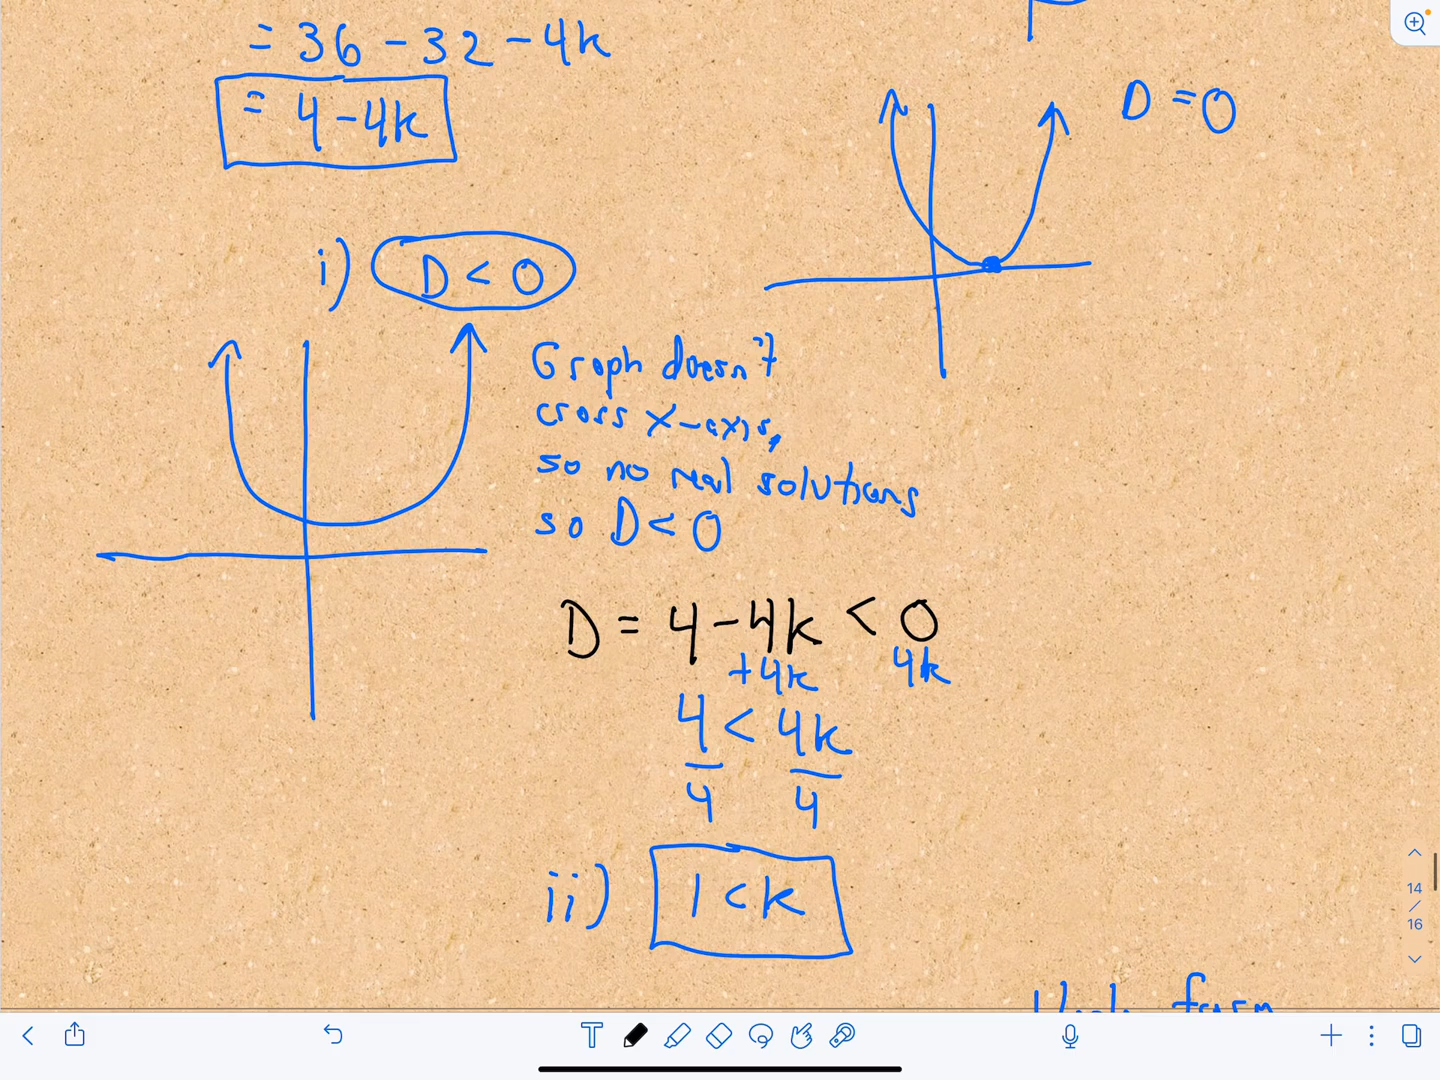 = 36 - 32 - 4k
= 4 - 4k
D = 0
i) D < 0
Graph doesn't
cross x-axis,
so no real solutions
so D < 0
D = 4 - 4k < 0
+4k 4k
4 < 4k
4 4
ii) 1 < k
form
T
14
/
16